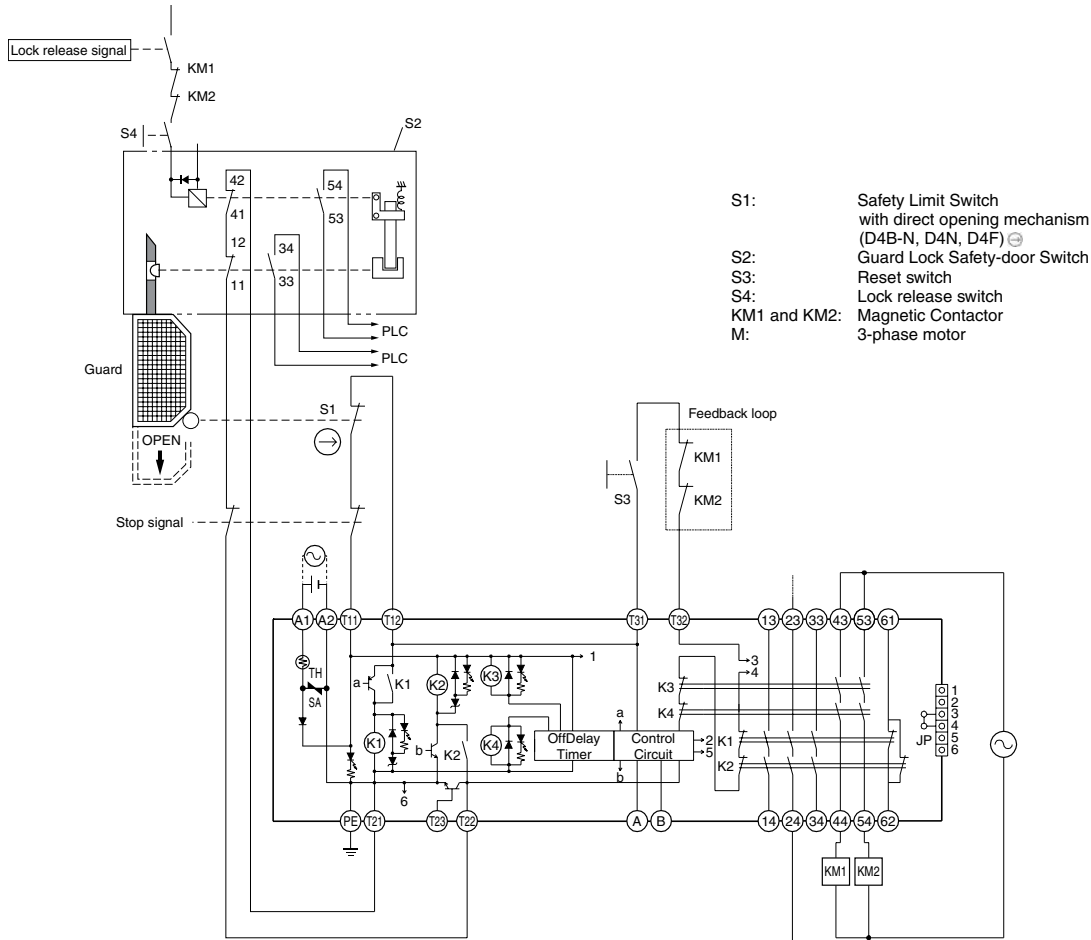 Lock release signal
KM1
KM2
S4
S2
42
54
41
53
12
34
11
33
PLC
PLC
Guard
S1
OPEN
Stop signal
S1: Safety Limit Switch
with direct opening mechanism
(D4B-N, D4N, D4F)
S2: Guard Lock Safety-door Switch
S3: Reset switch
S4: Lock release switch
KM1 and KM2: Magnetic Contactor
M: 3-phase motor
Feedback loop
KM1
S3
KM2
A1 A2 T11 T12 T31 T32 13 23 33 43 53 61
1
3
4
TH
SA
a
K1
K2
K3
K3
K4
a
1
2
3
4
5
6
JP
K1
b
K2
K4
OffDelay
Timer
Control
Circuit
2
5
K1
K2
6
b
PE T21 T23 T22 A B 14 24 34 44 54 62
KM1 KM2